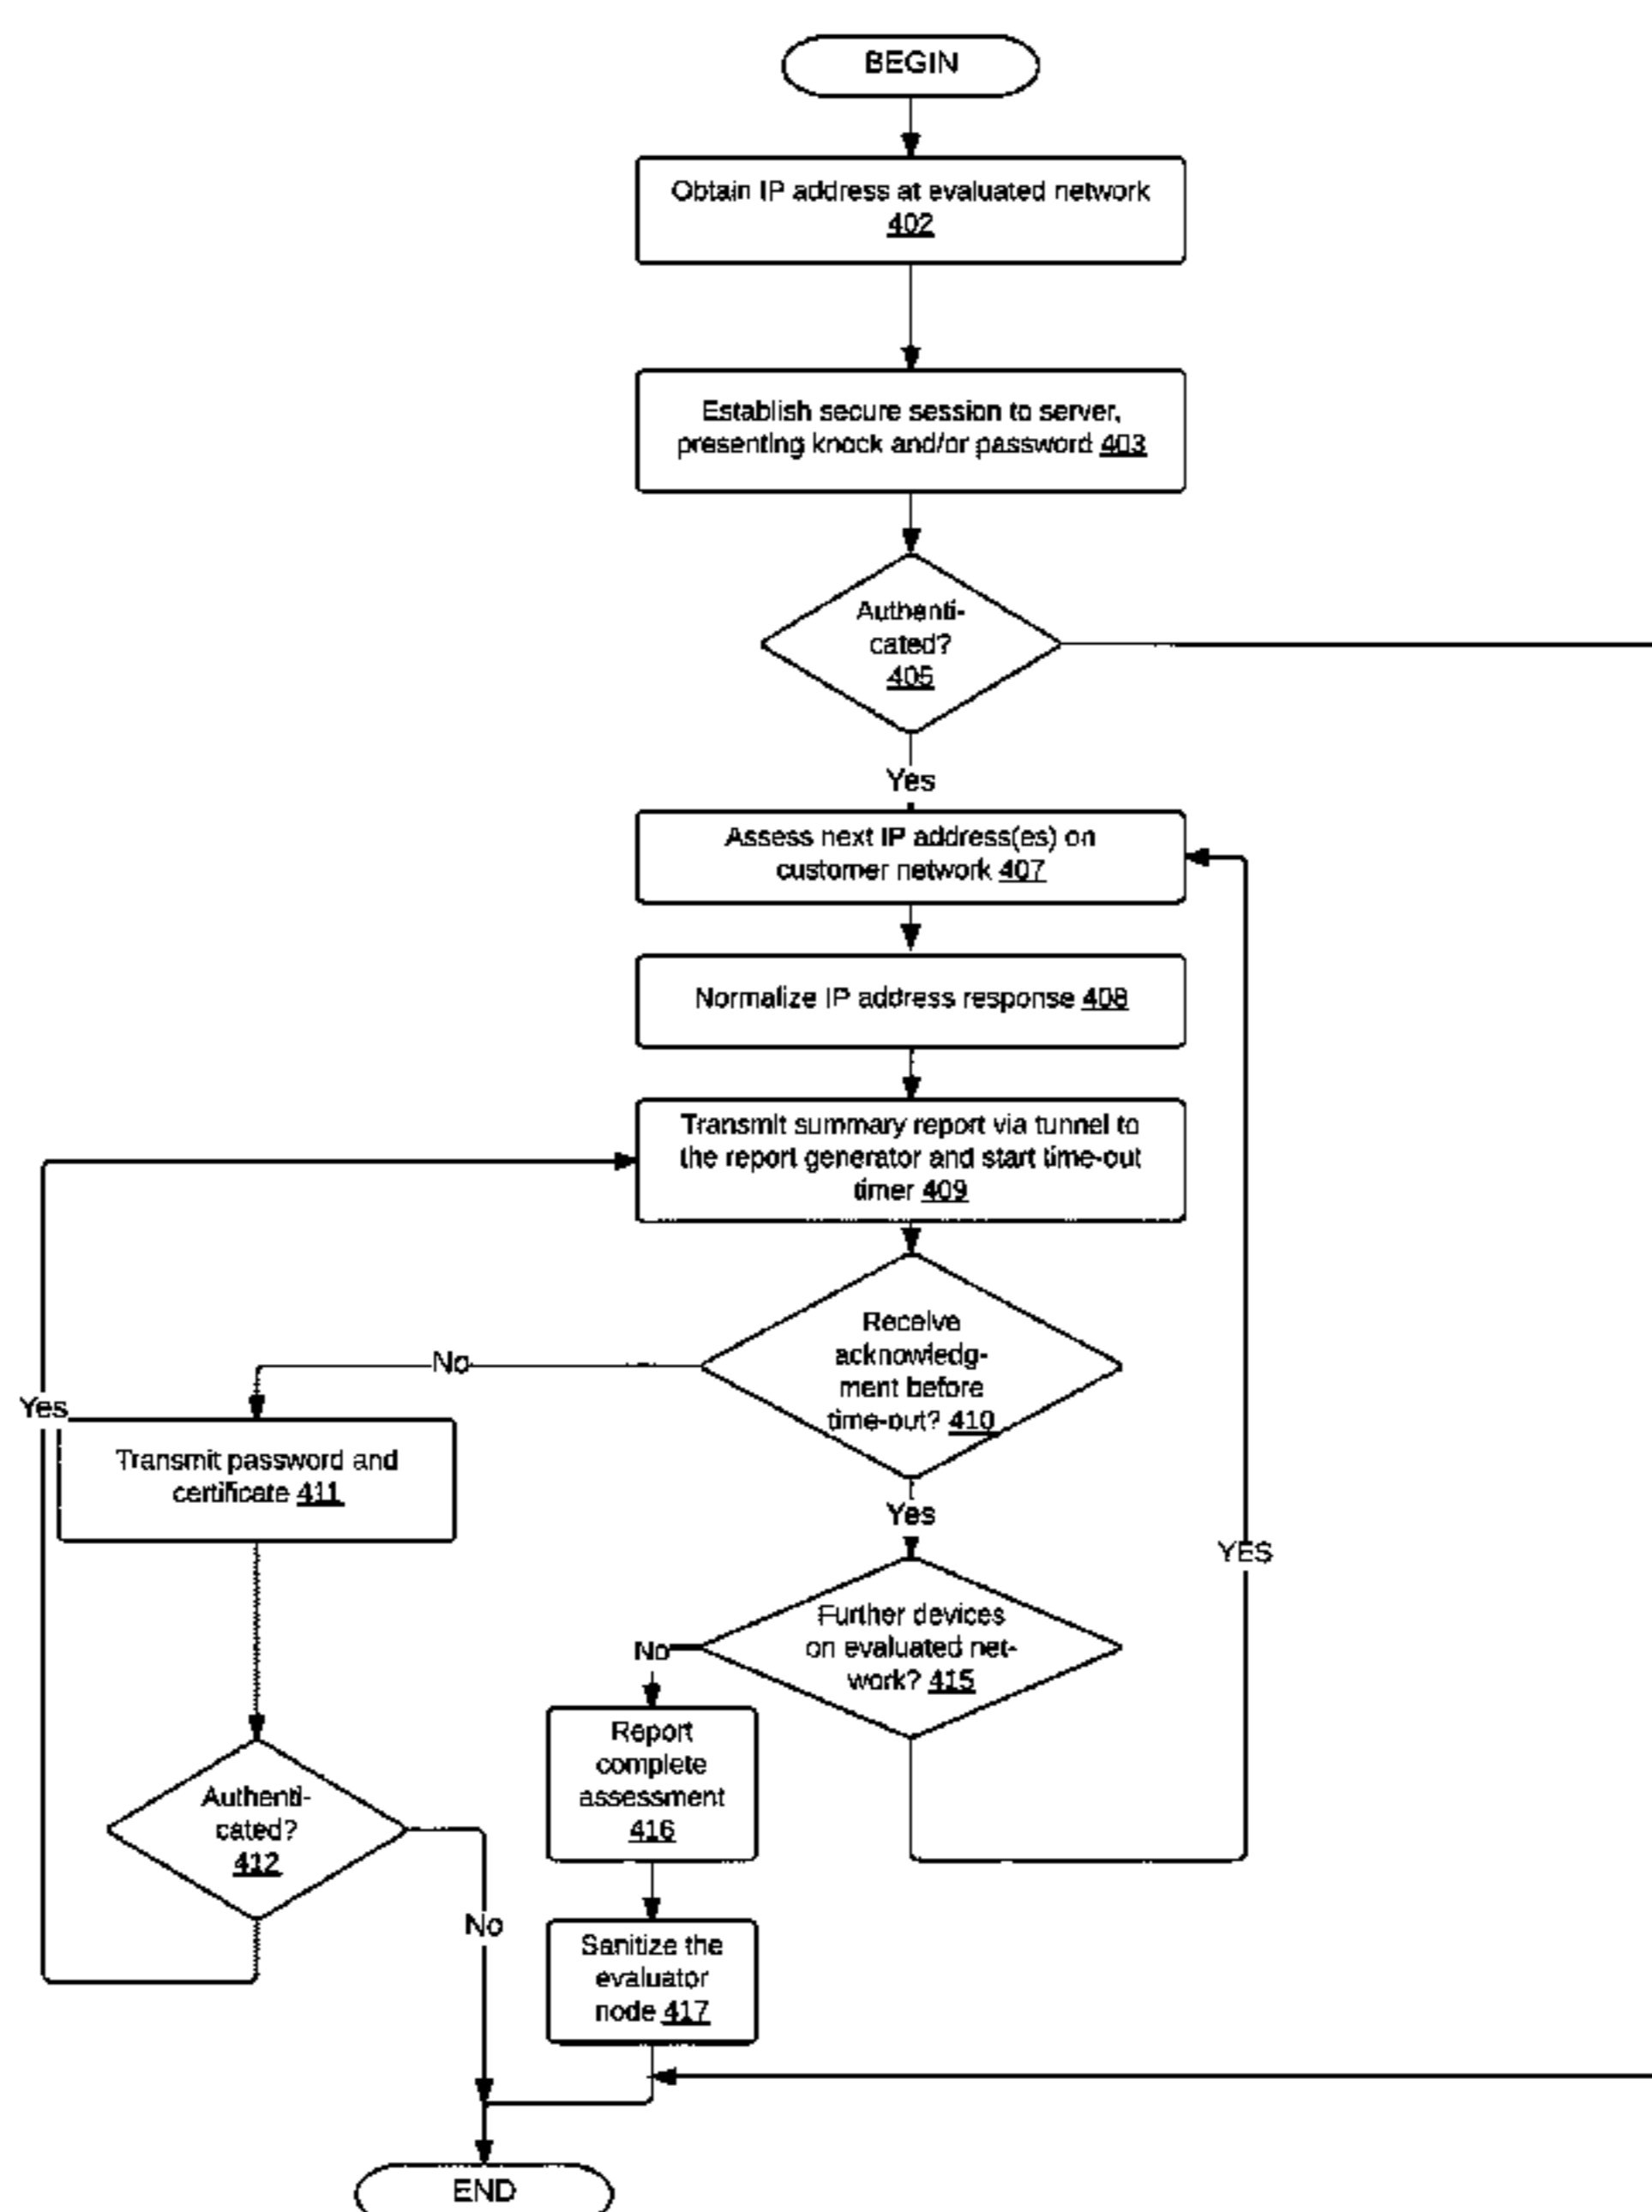 BEGIN
Obtain IP address at evaluated network
402
Establish secure session to server,
presenting knock and/or password 403
Authenti-
cated?
405
Yes
Assess next IP address(es) on
customer network 407
Normalize IP address response 408
Transmit summary report via tunnel to
the report generator and start time-out
timer 409
Receive
acknowledg-
ment before
time-out? 410
No
Yes
Transmit password and
certificate 411
Yes
Further devices
on evaluated net-
work? 415
YES
No
Report
complete
assessment
416
Authenti-
cated?
412
No
Sanitize the
evaluator
node 417
END